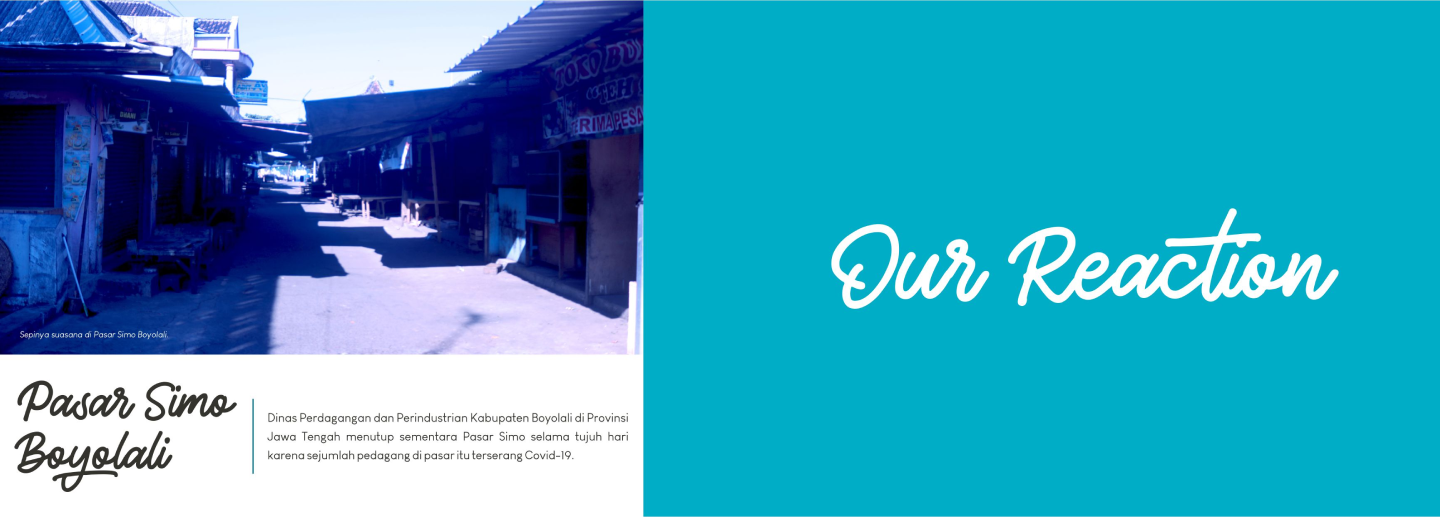 TOKO
RIMA PESA
Sepinya suasana di Pasar Simo Boyolali.
Pasar Simo
Boyolali
Dinas Perdagangan dan Perindustrian Kabupaten Boyolali di Provinsi
Jawa Tengah menutup sementara Pasar Simo selama tujuh hari
karena sejumlah pedagang di pasar itu terserang Covid-19.
Our Reaction